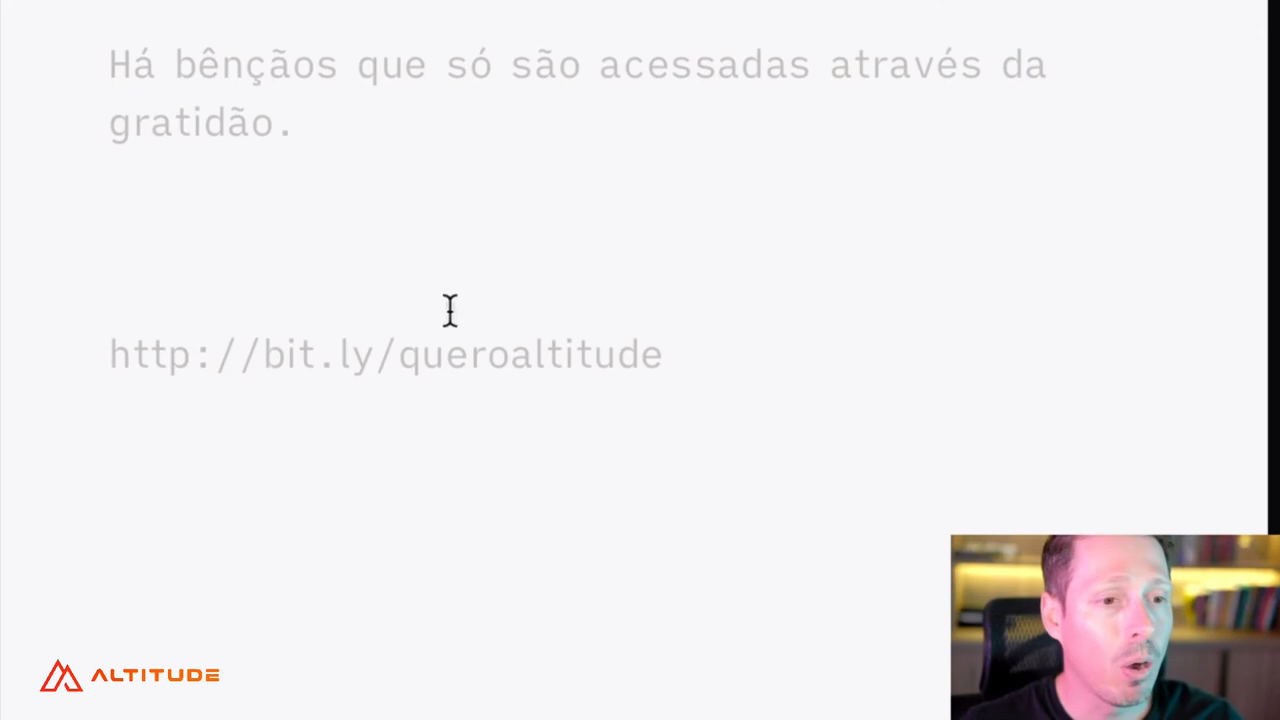 Há bênçãos que só são acessadas através da
gratidão.
http://bit.ly/queroaltitude
ALTITUDE